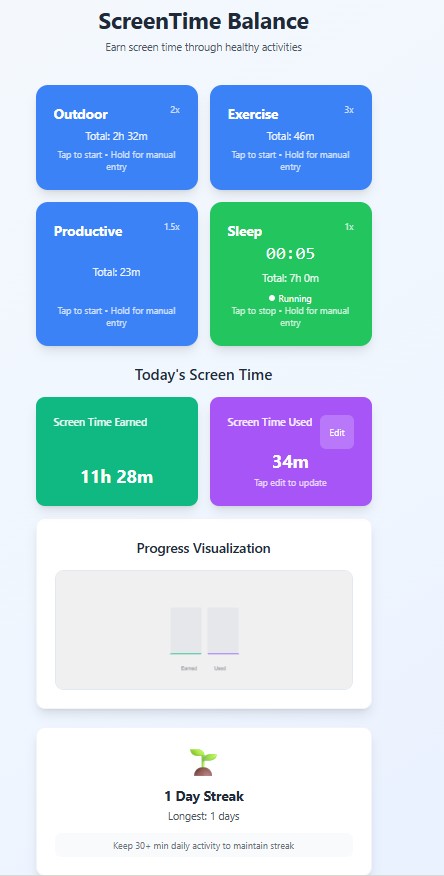 ScreenTime Balance
Earn screen time through healthy activities
Outdoor 2x
Total: 2h 32m
Tap to start • Hold for manual
entry
Exercise 3x
Total: 46m
Tap to start • Hold for manual
entry
Productive 1.5x
Total: 23m
Tap to start • Hold for manual
entry
Sleep 1x
00:05
Total: 7h 0m
Running
Tap to stop • Hold for manual
entry
Today's Screen Time
Screen Time Earned
11h 28m
Screen Time Used Edit
34m
Tap edit to update
Progress Visualization
Earned Used
1 Day Streak
Longest: 1 days
Keep 30+ min daily activity to maintain streak